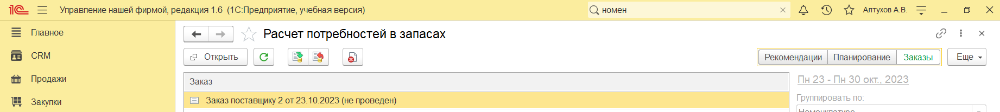 1С Управление нашей фирмой, редакция 1.6 (1С:Предприятие, учебная версия) номен Алтухов А.В.
Главное
Расчет потребностей в запасах
CRM
Открыть Рекомендации Планирование Заказы Еще
Продажи
Заказ
Пн 23 - Пн 30 окт., 2023
Закупки
Заказ поставщику 2 от 23.10.2023 (не проведен)
Группировать по:
Номенклатура